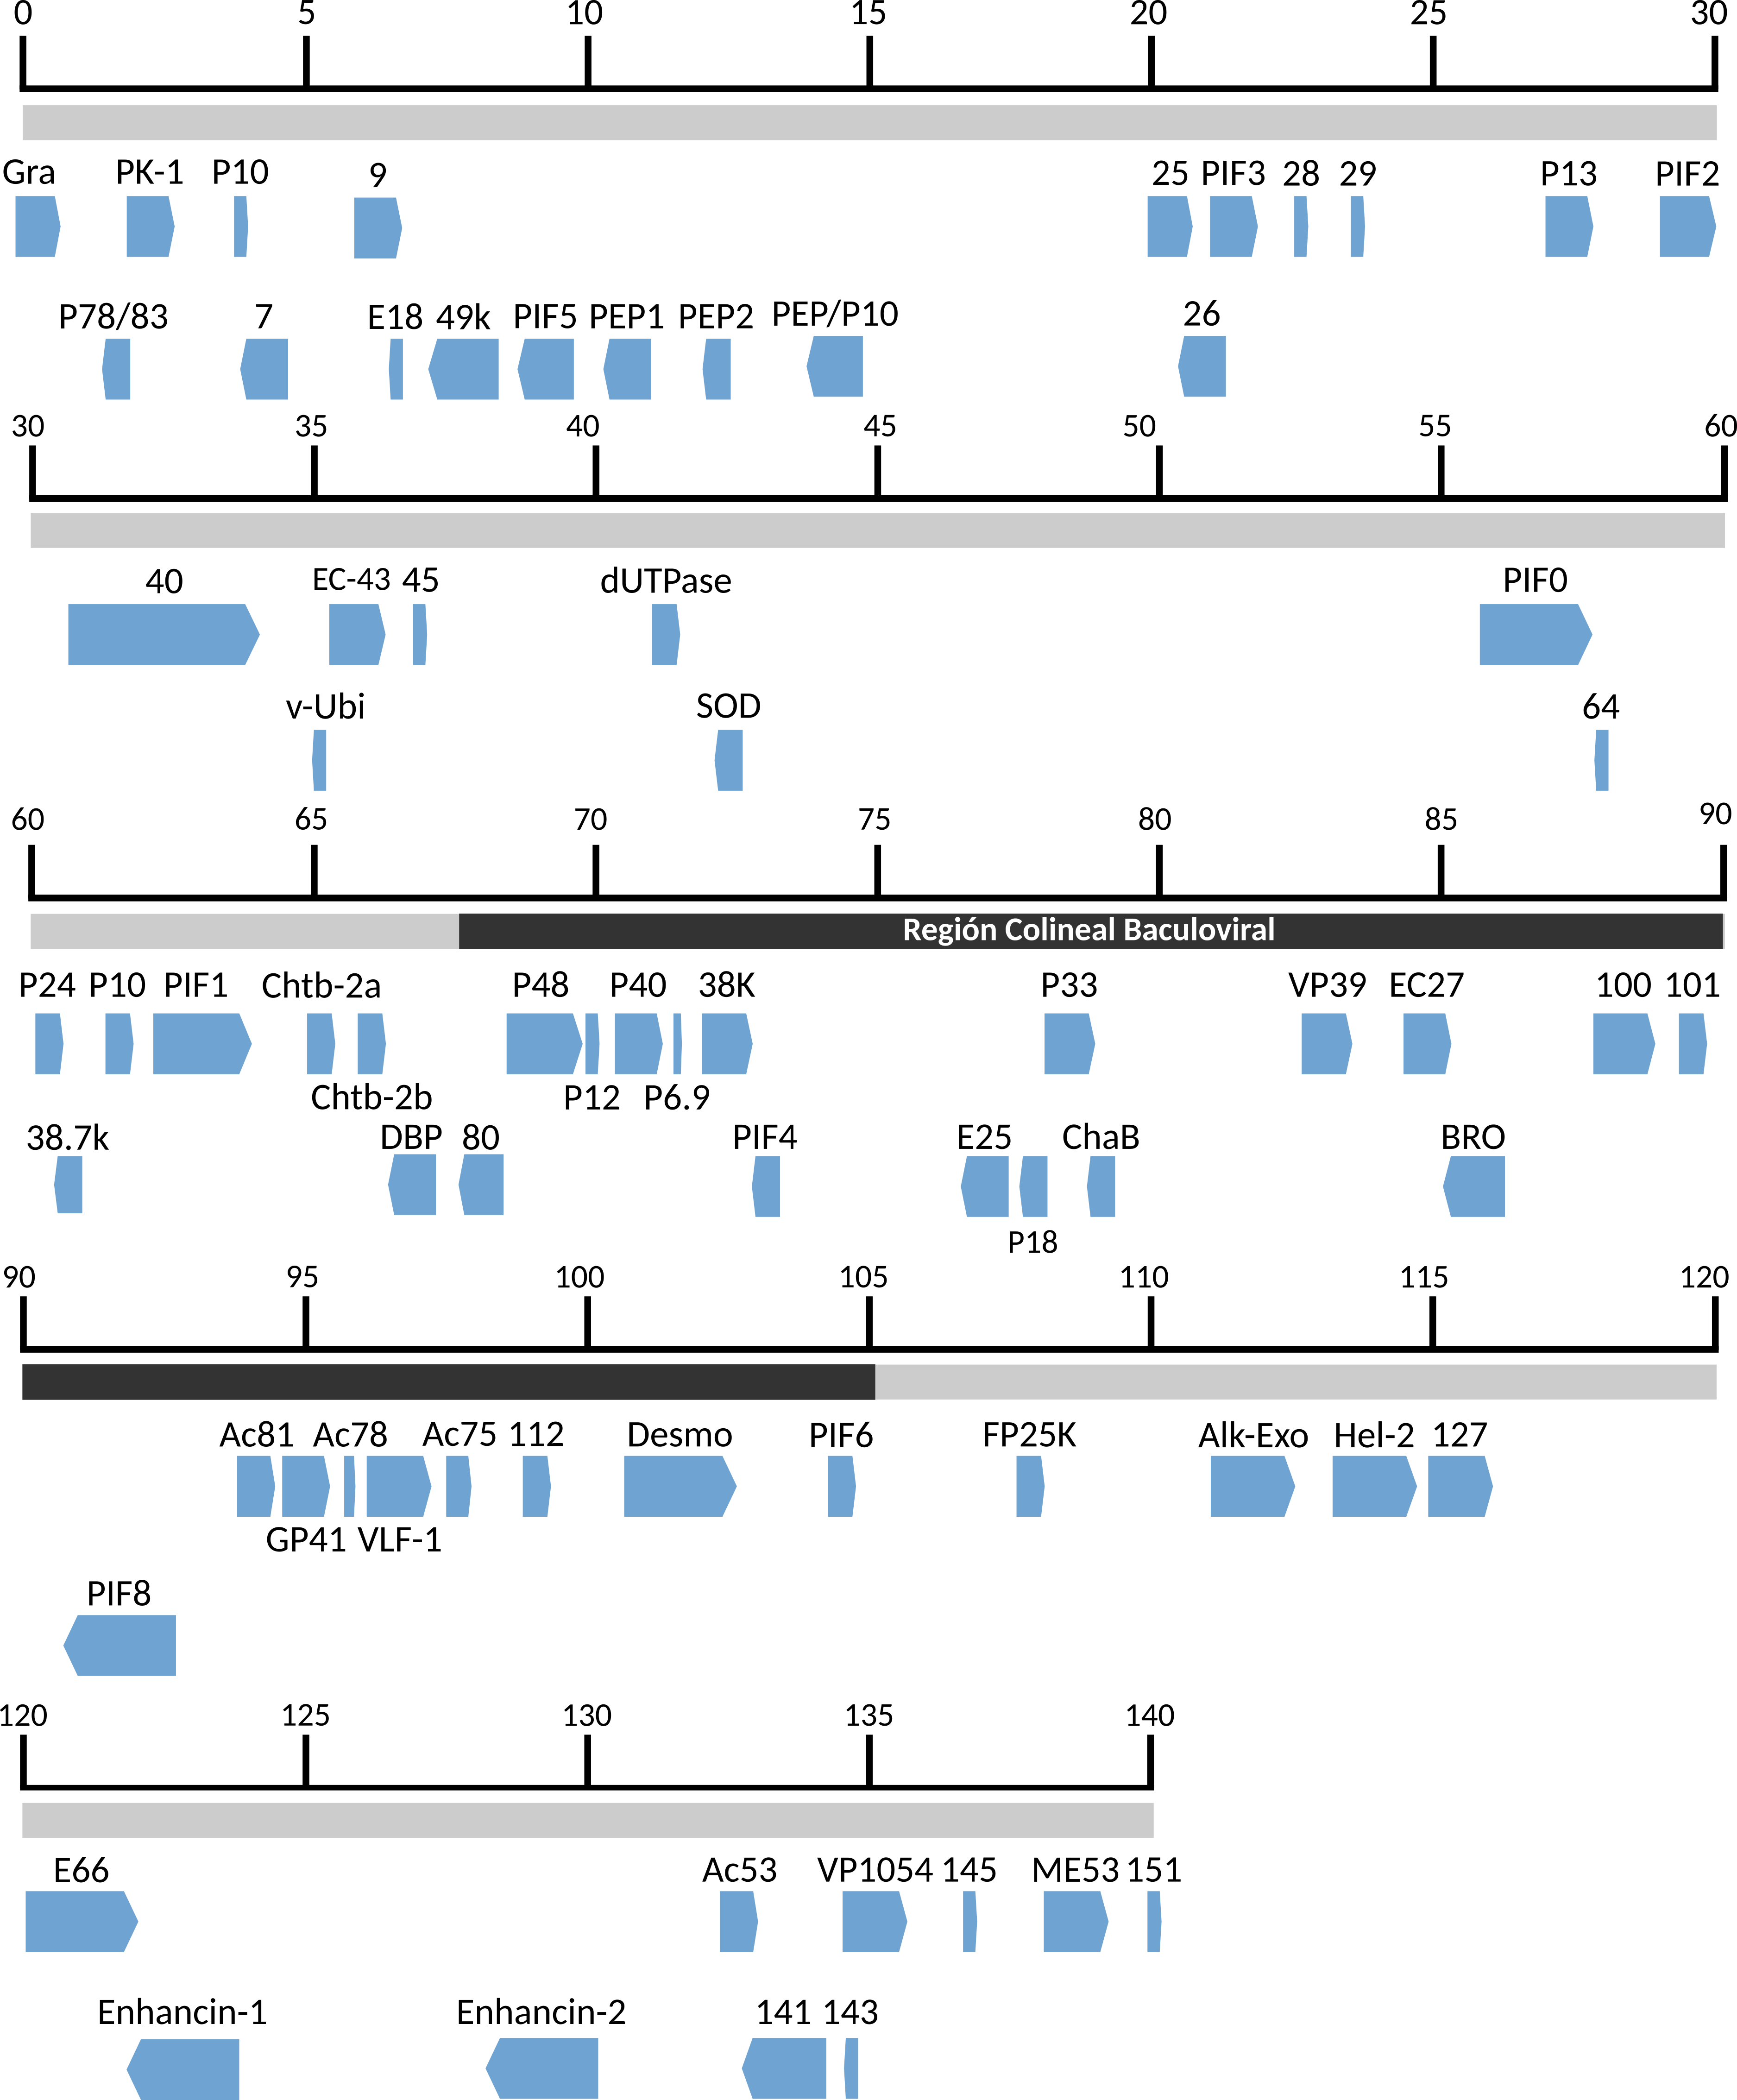 0 5 10 15 20 25 30
Gra PK-1 P10 9 25 PIF3 28 29 P13 PIF2
P78/83 7 E18 49k PIF5 PEP1 PEP2 PEP/P10 26
30 35 40 45 50 55 60
40 EC-43 45 dUTPase PIF0
v-Ubi SOD 64
60 65 70 75 80 85 90
Región Colineal Baculoviral
P24 P10 PIF1 Chtb-2a P48 P40 38K P33 VP39 EC27 100 101
Chtb-2b P12 P6.9
38.7k DBP 80 PIF4 E25 ChaB BRO
P18
90 95 100 105 110 115 120
Ac81 Ac78 Ac75 112 Desmo PIF6 FP25K Alk-Exo Hel-2 127
GP41 VLF-1
PIF8
120 125 130 135 140
E66 Ac53 VP1054 145 ME53 151
Enhancin-1 Enhancin-2 141 143